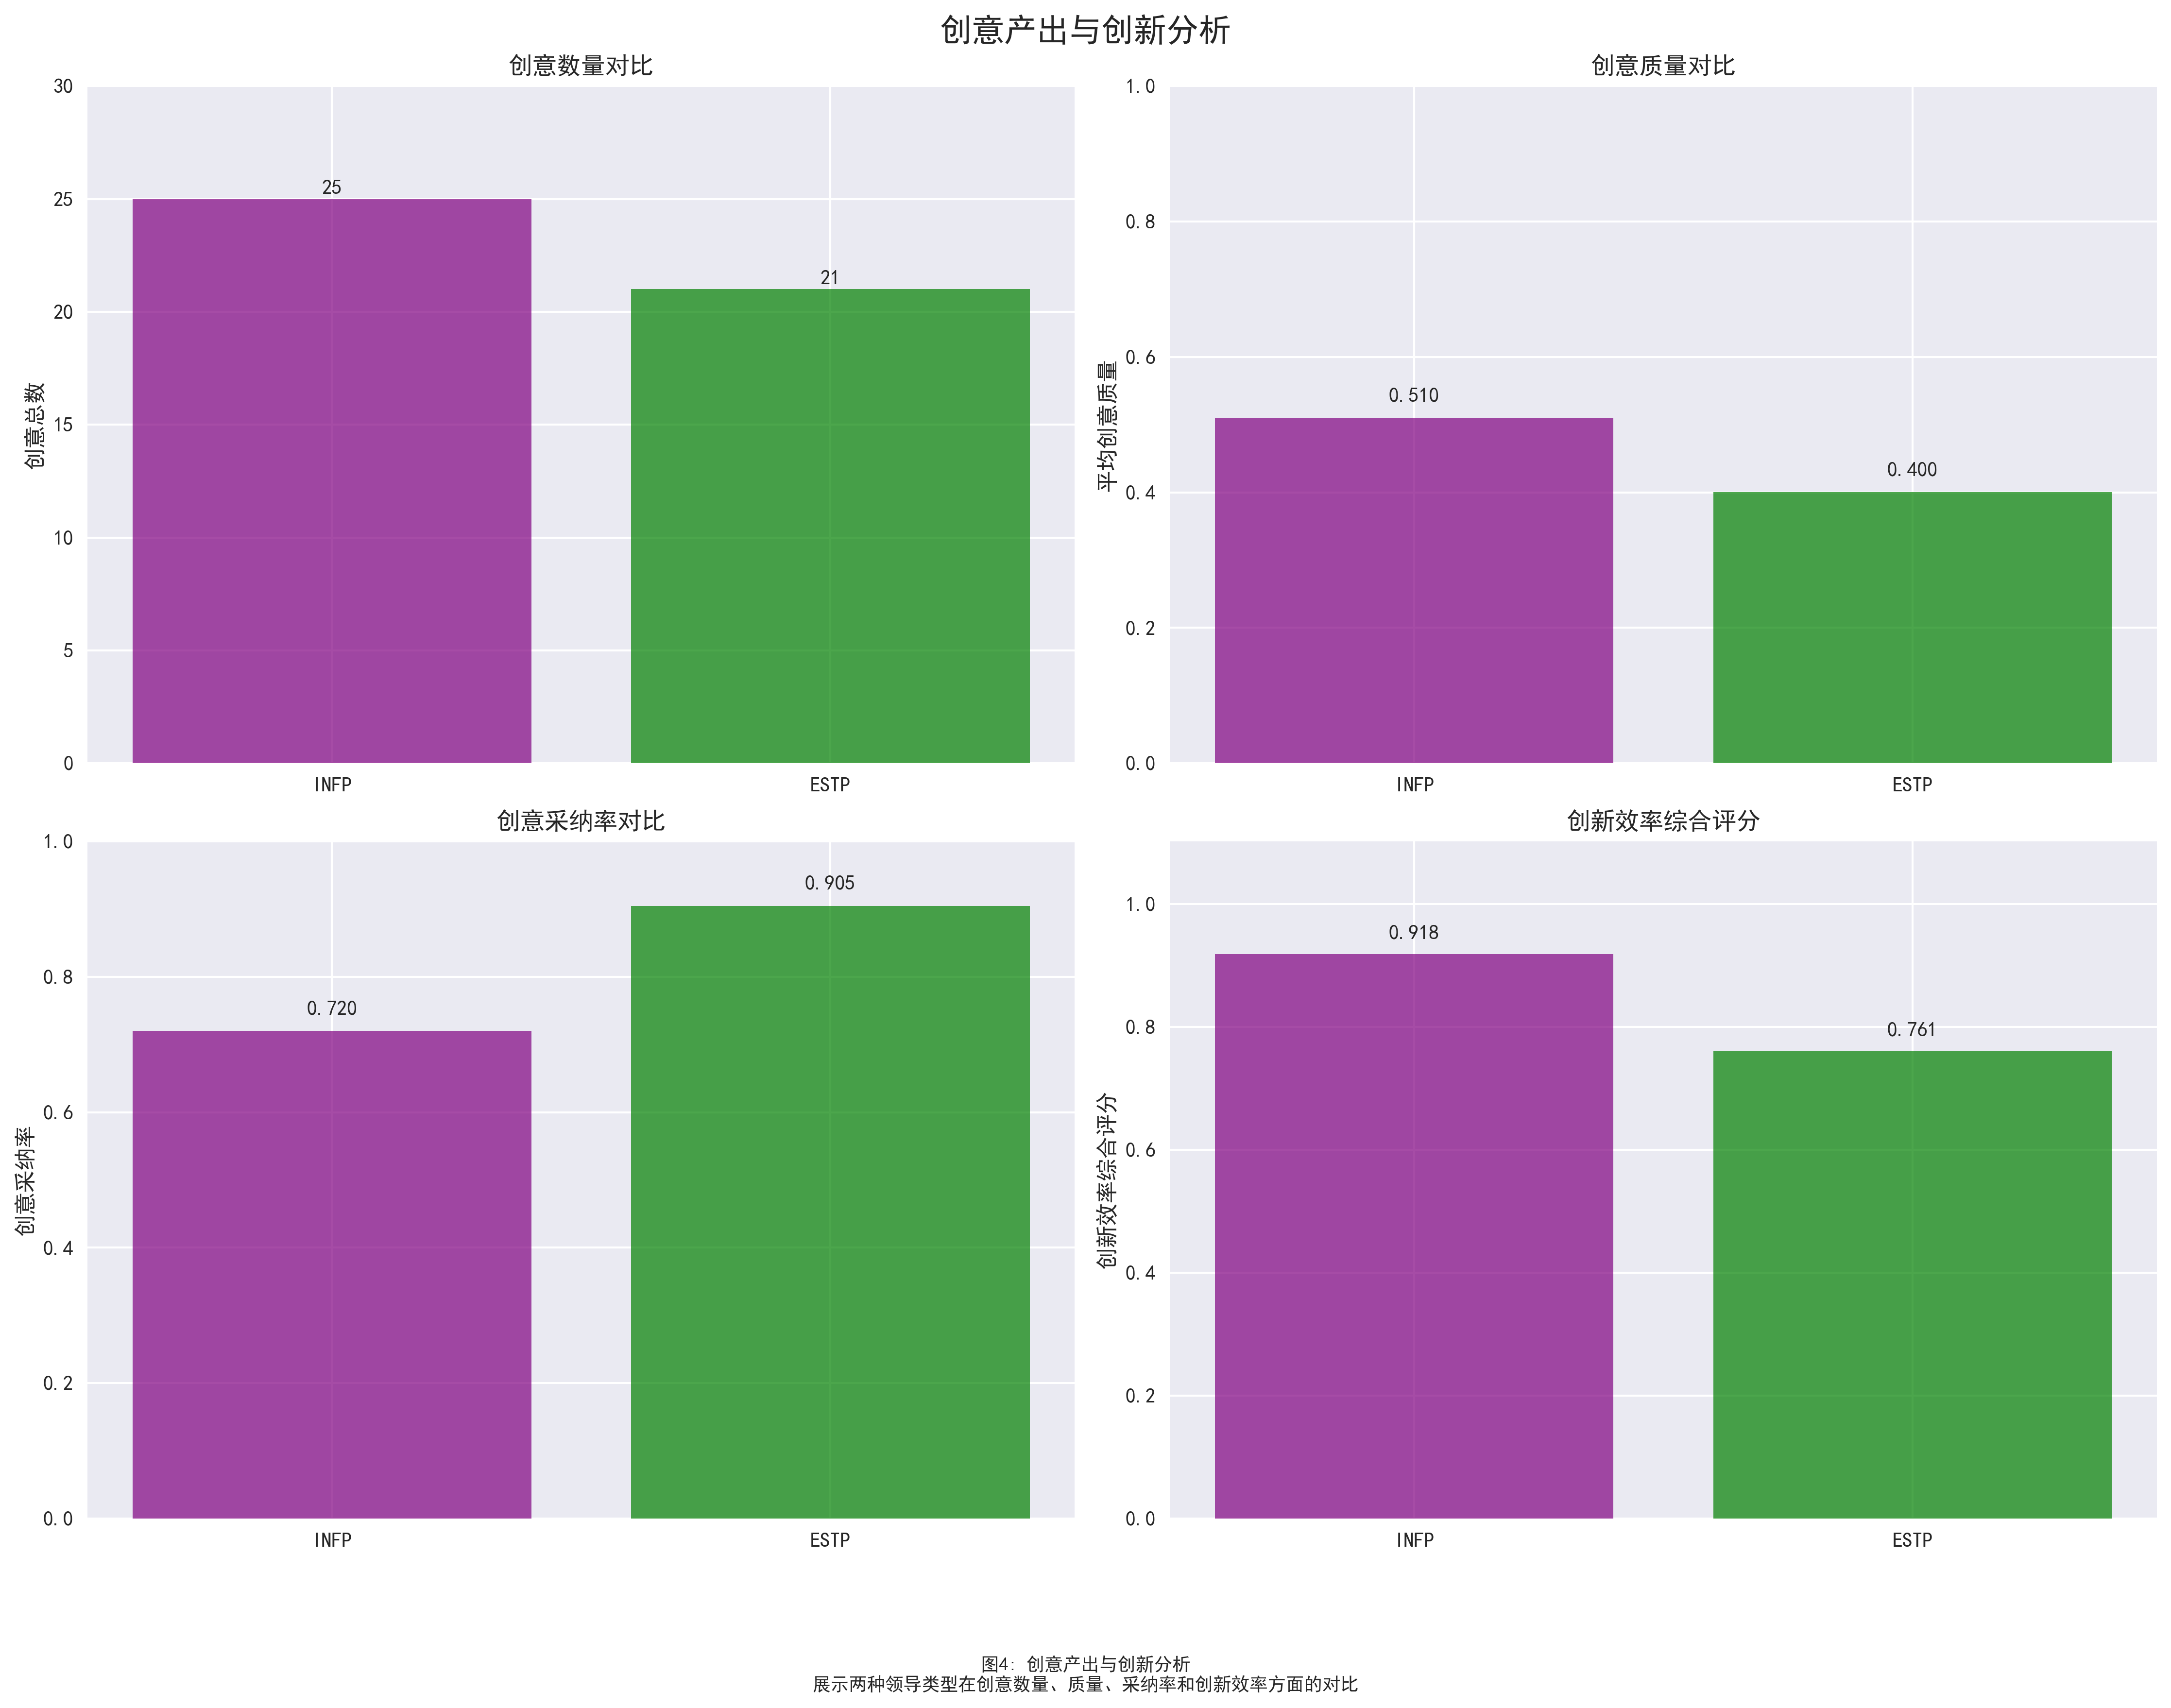 创意产出与创新分析
创意数量对比
30
25
20
15
10
5
0
创意总数
25
21
INFP
ESTP
创意质量对比
1.0
0.8
0.6
0.4
0.2
0.0
平均创意质量
0.510
0.400
INFP
ESTP
创意采纳率对比
1.0
0.8
0.6
0.4
0.2
0.0
创意采纳率
0.720
0.905
INFP
ESTP
创新效率综合评分
1.0
0.8
0.6
0.4
0.2
0.0
创新效率综合评分
0.918
0.761
INFP
ESTP
图4: 创意产出与创新分析
展示两种领导类型在创意数量、质量、采纳率和创新效率方面的对比